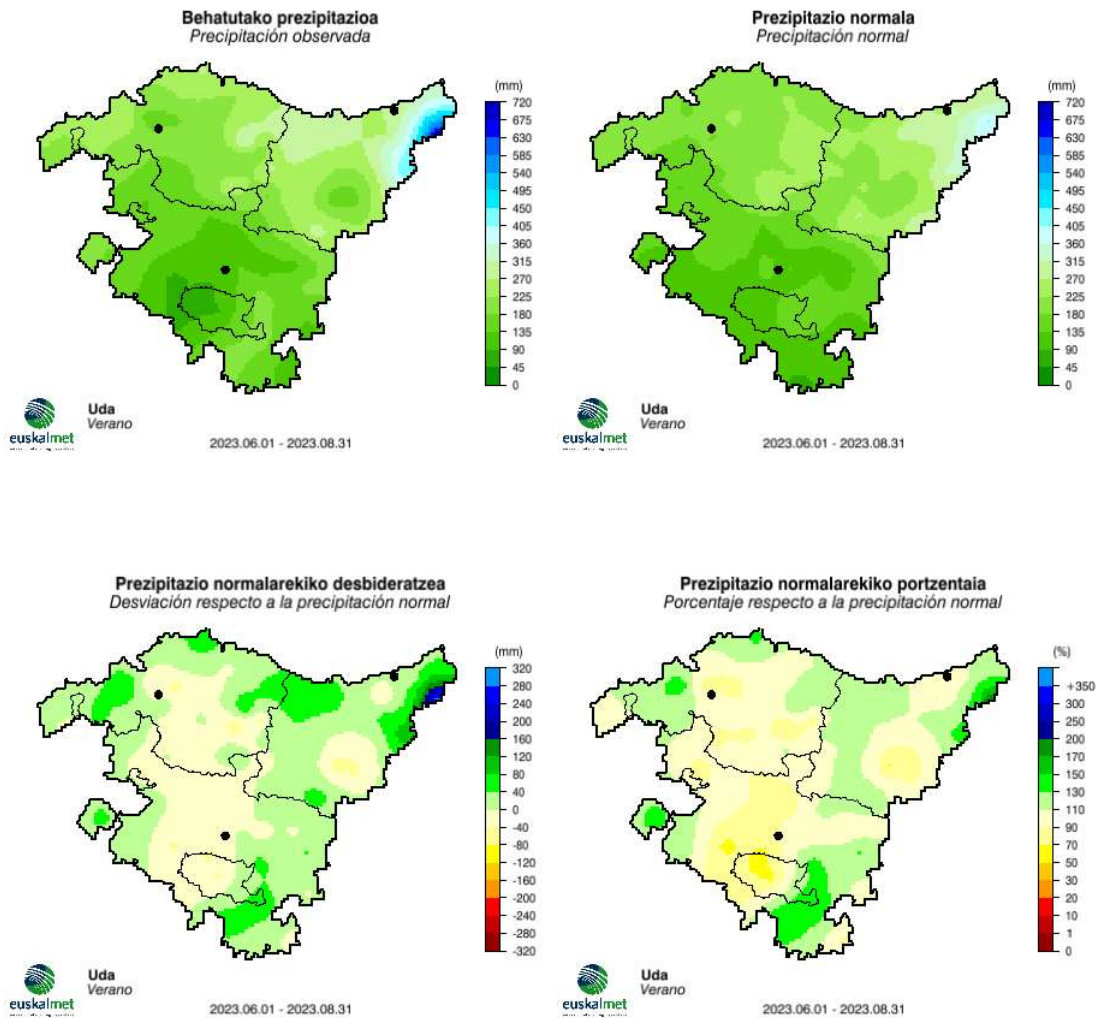 Behatutako prezipitazioa
Precipitación observada
(mm)
720
675
630
585
540
495
450
405
360
315
270
225
180
135
90
45
0
Uda
Verano
euskalmet
2023.06.01 - 2023.08.31
Prezipitazio normala
Precipitación normal
(mm)
720
675
630
585
540
495
450
405
360
315
270
225
180
135
90
45
0
Uda
Verano
euskalmet
2023.06.01 - 2023.08.31
Prezipitazio normalarekiko desbideratzea
Desviación respecto a la precipitación normal
(mm)
320
280
240
200
160
120
80
40
0
-40
-80
-120
-160
-200
-240
-280
-320
Uda
Verano
euskalmet
2023.06.01 - 2023.08.31
Prezipitazio normalarekiko portzentaia
Porcentaje respecto a la precipitación normal
(%)
+350
300
250
200
170
150
130
110
90
70
50
30
20
10
1
0
Uda
Verano
euskalmet
2023.06.01 - 2023.08.31